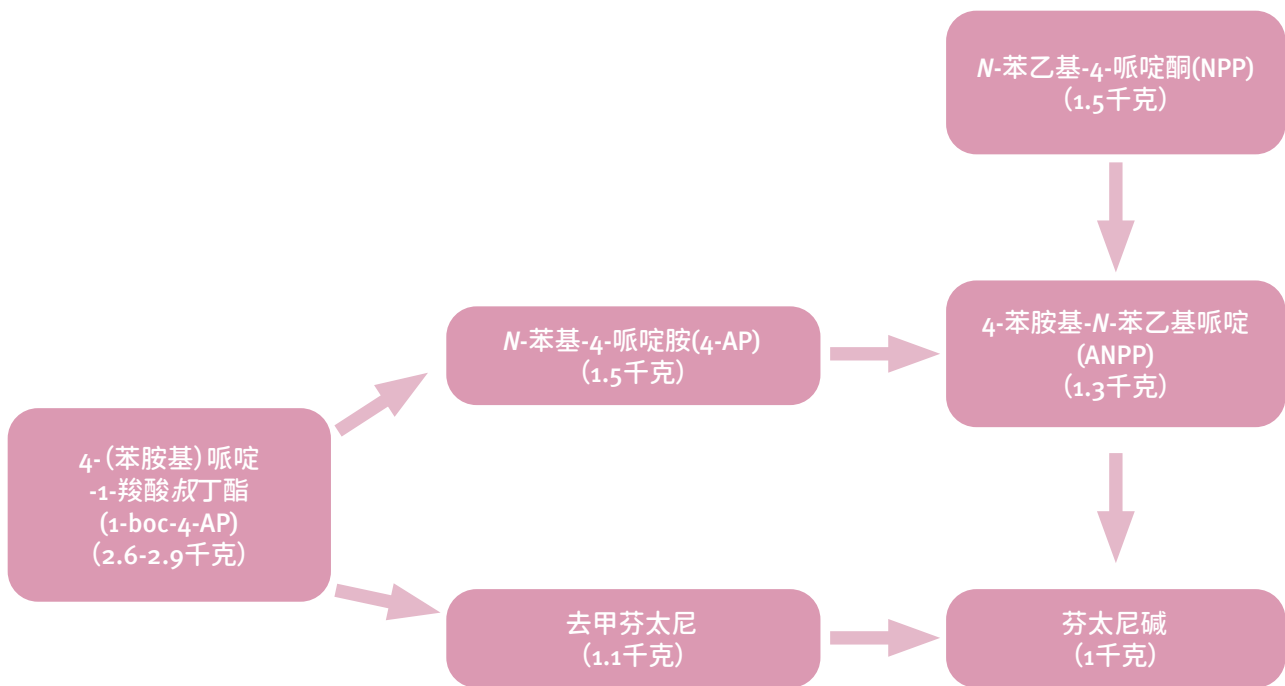 N-苯乙基-4-哌啶酮(NPP)
（1.5千克）
N-苯基-4-哌啶胺(4-AP)
（1.5千克）
4-苯胺基-N-苯乙基哌啶
(ANPP)
（1.3千克）
4-（苯胺基）哌啶
-1-羧酸叔丁酯
(1-boc-4-AP)
（2.6-2.9千克）
去甲芬太尼
（1.1千克）
芬太尼碱
（1千克）